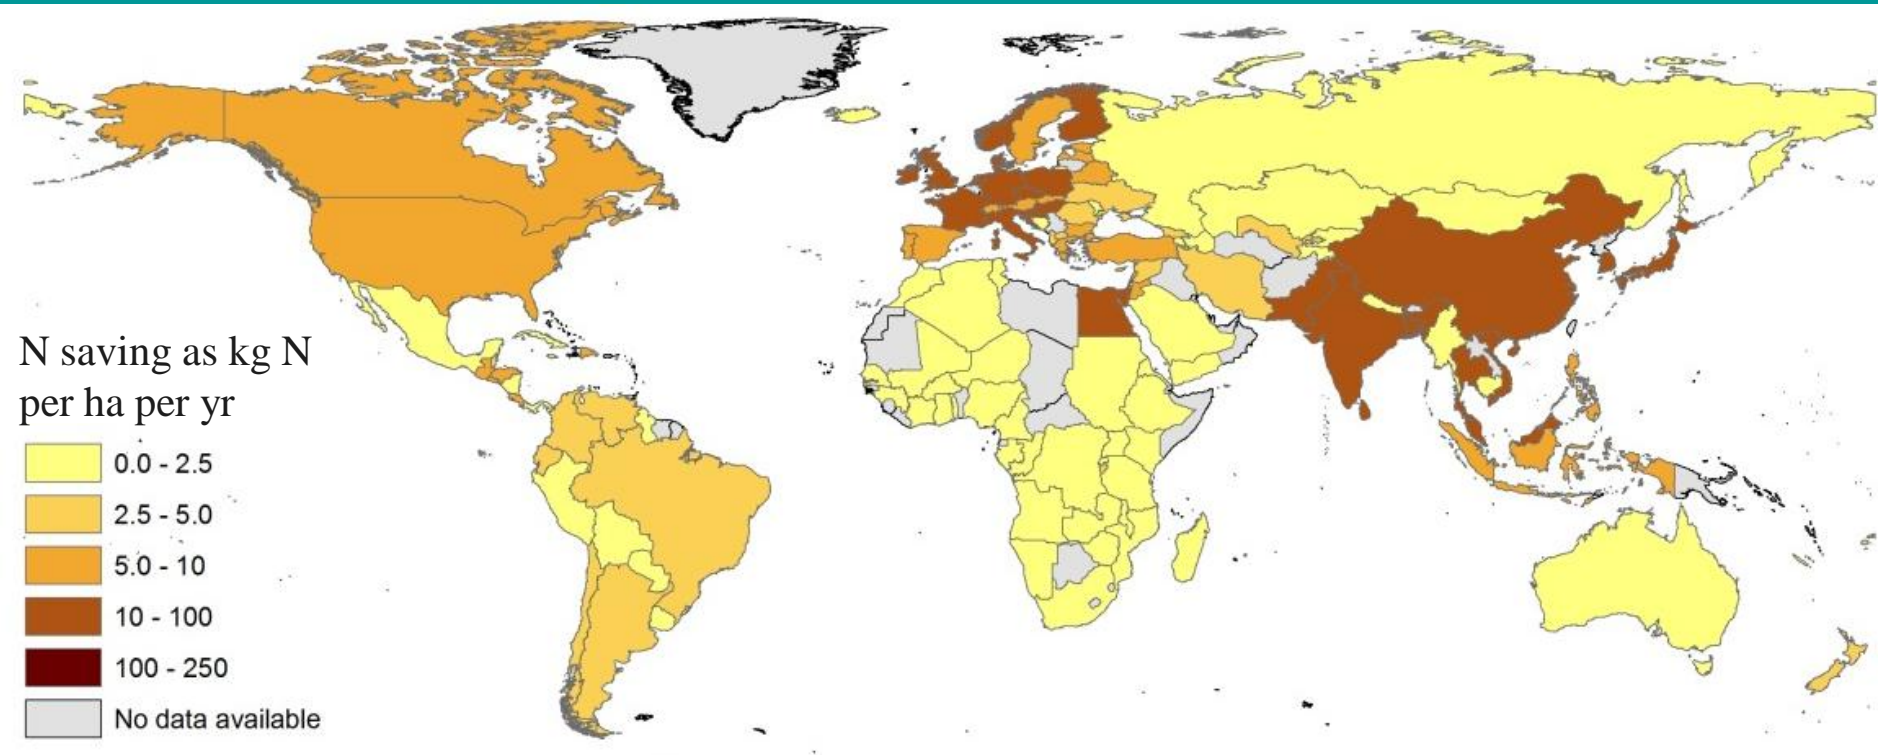 N saving as kg N
per ha per yr
0.0 - 2.5
2.5 - 5.0
5.0 - 10
10 - 100
100 - 250
No data available